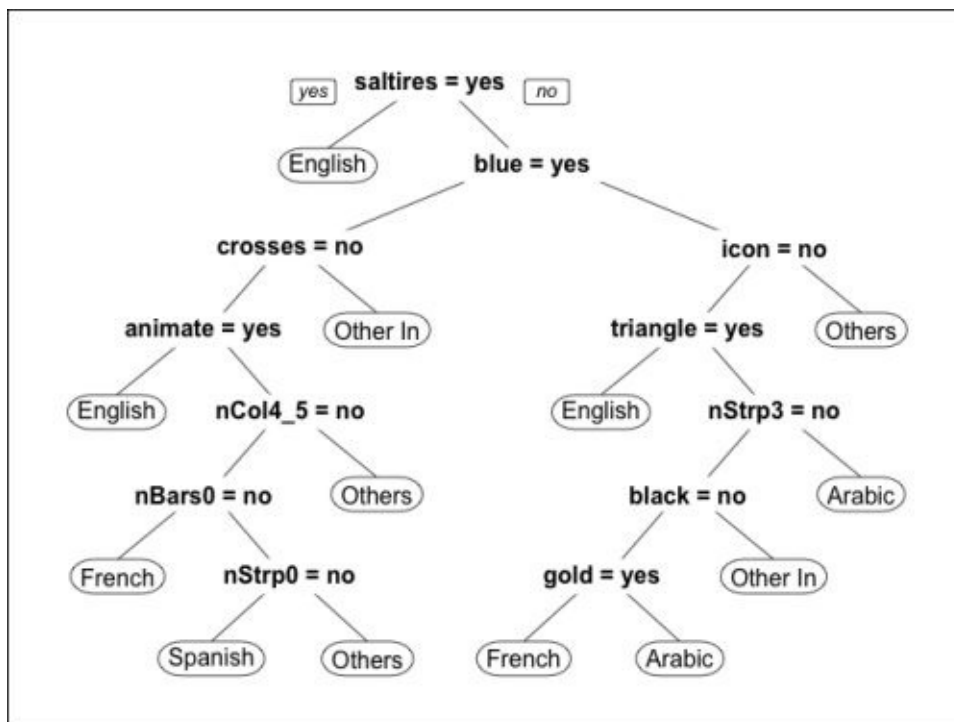 yes saltires = yes no
English blue = yes
crosses = no icon = no
animate = yes Other In triangle = yes Others
English nCol4_5 = no English nStrp3 = no
nBars0 = no Others black = no Arabic
French nStrp0 = no gold = yes Other In
Spanish Others French Arabic